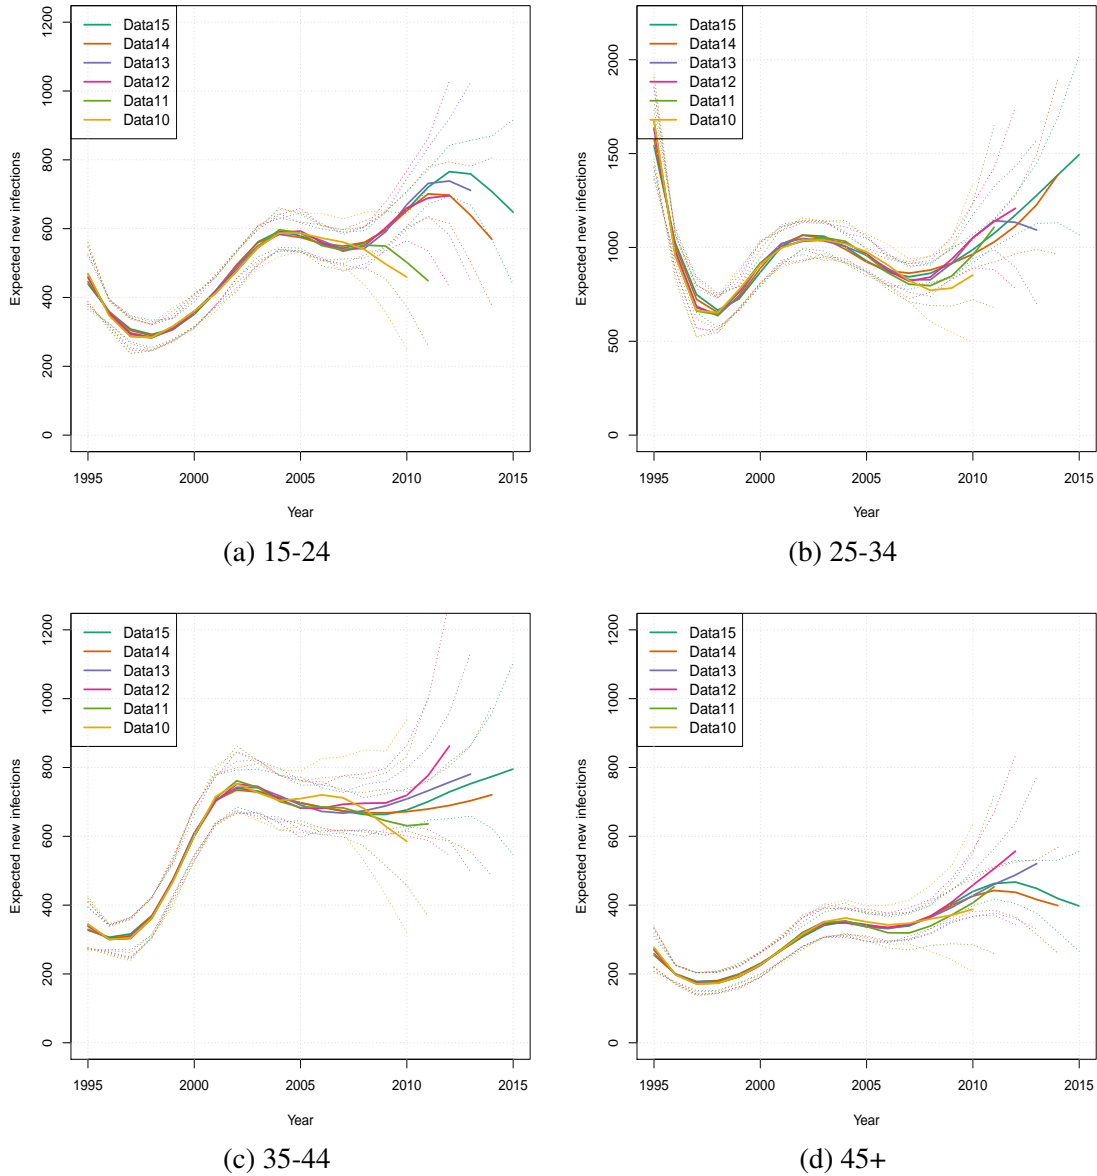 Data15
Data14
Data13
Data12
Data11
Data10
Expected new infections
0 200 400 600 800 1000 1200
1995 2000 2005 2010 2015
Year
(a) 15-24
Data15
Data14
Data13
Data12
Data11
Data10
Expected new infections
0 500 1000 1500 2000
1995 2000 2005 2010 2015
Year
(b) 25-34
Data15
Data14
Data13
Data12
Data11
Data10
Expected new infections
0 200 400 600 800 1000 1200
1995 2000 2005 2010 2015
Year
(c) 35-44
Data15
Data14
Data13
Data12
Data11
Data10
Expected new infections
0 200 400 600 800 1000 1200
1995 2000 2005 2010 2015
Year
(d) 45+